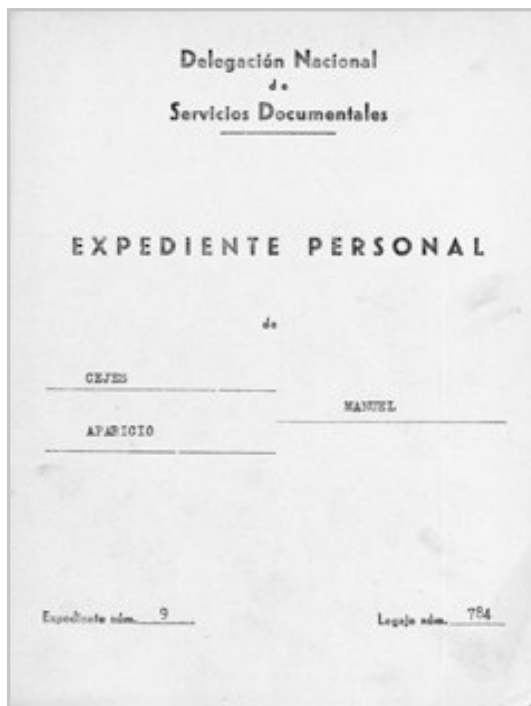 Delegación Nacional
de
Servicios Documentales
EXPEDIENTE PERSONAL
de
CEJES
MANUEL
APARICIO
Expediente núm. 9
Legajo núm. 784